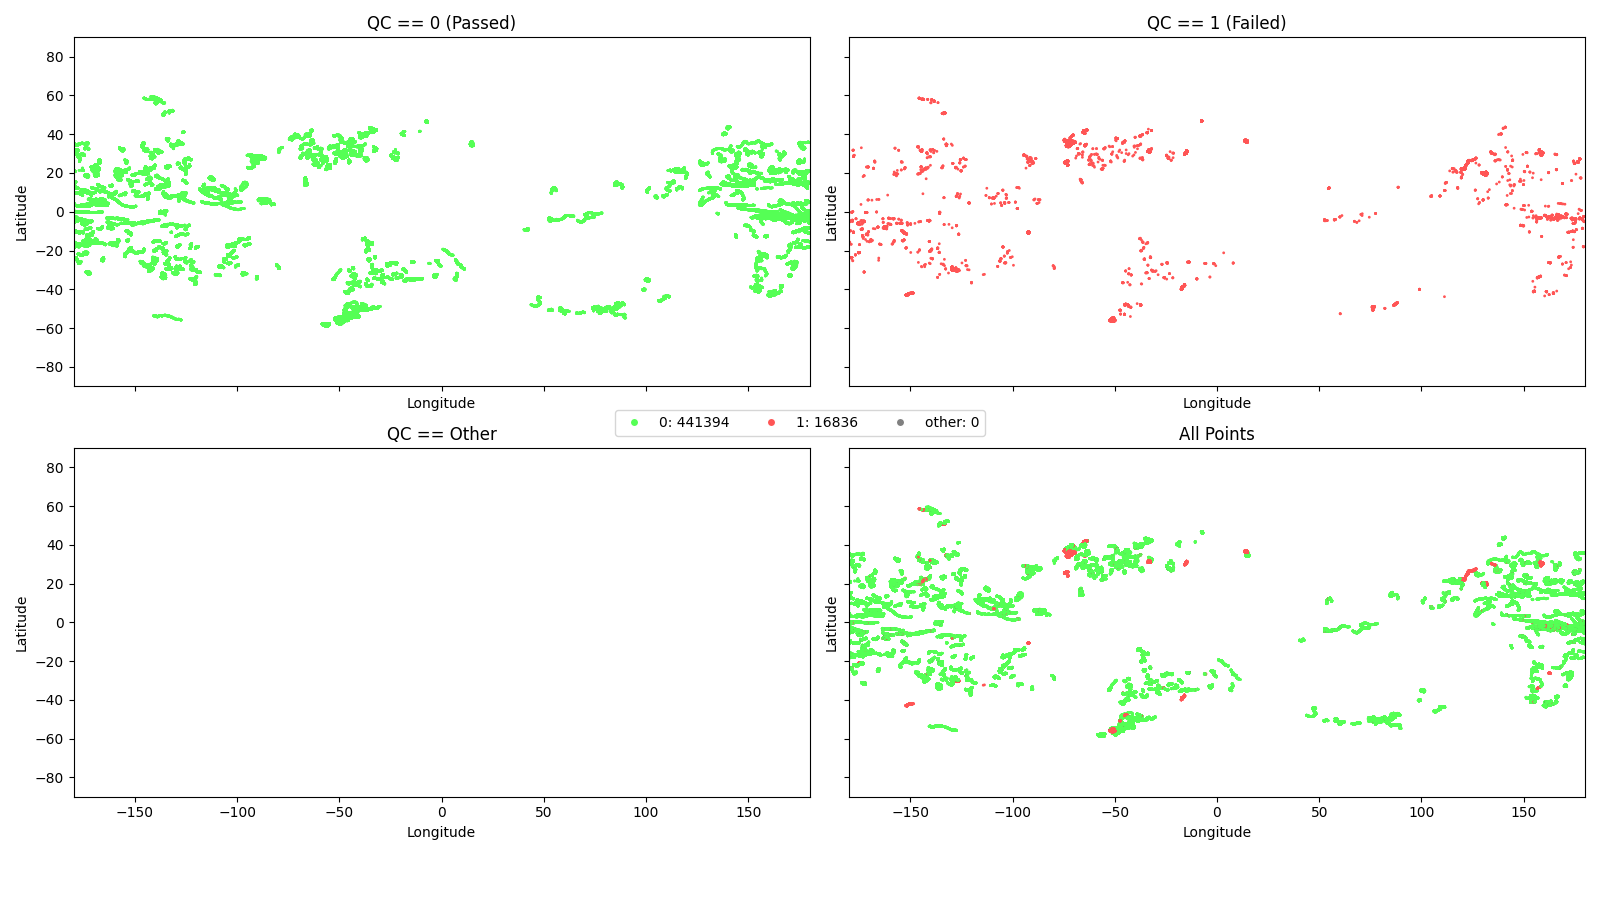 QC == 0 (Passed)
QC == 1 (Failed)
80
60
40
20
0
−20
−40
−60
−80
Latitude
Latitude
Longitude
Longitude
0: 441394
1: 16836
other: 0
QC == Other
All Points
80
60
40
20
0
−20
−40
−60
−80
Latitude
Latitude
−150
−100
−50
0
50
100
150
−150
−100
−50
0
50
100
150
Longitude
Longitude